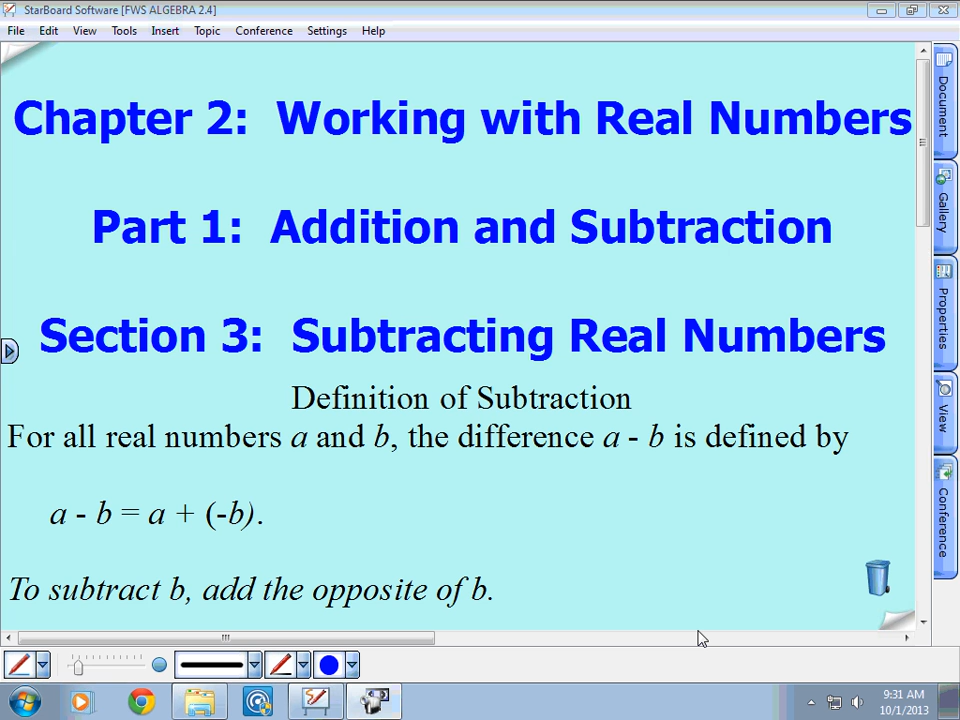 StarBoard Software [FWS ALGEBRA 2.4]
File Edit View Tools Insert Topic Conference Settings Help
Chapter 2: Working with Real Numbers
Part 1: Addition and Subtraction
Section 3: Subtracting Real Numbers
Definition of Subtraction
For all real numbers a and b, the difference a - b is defined by
a - b = a + (-b).
To subtract b, add the opposite of b.
Document
Gallery
Properties
View
Conference
9:31 AM
10/1/2013